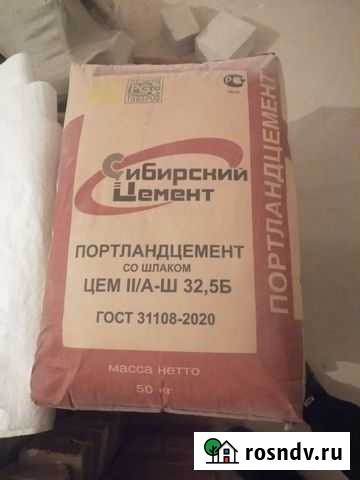 Сибирский
Цемент
ПОРТЛАНДЦЕМЕНТ
СО ШЛАКОМ
ЦЕМ II/А-Ш 32,5Б
ГОСТ 31108-2020
масса нетто
50 кг
ПОРТЛАНДЦЕМЕНТ
rosndv.ru